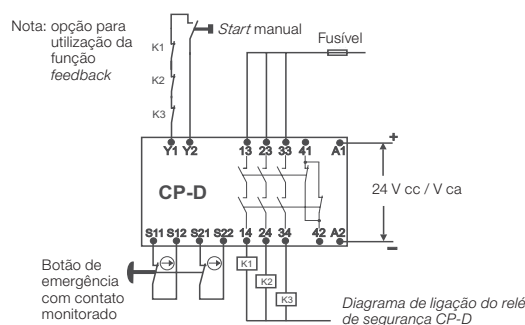 Nota: opção para
utilização da
função
feedback
Start manual
Fusível
K1
K2
K3
Y1 Y2 13 23 33 41 A1
+
CP-D
24 V cc / V ca
S11 S12 S21 S22 14 24 34 42 A2
–
K1
K2
K3
Botão de
emergência
com contato
monitorado
Diagrama de ligação do relé
de segurança CP-D